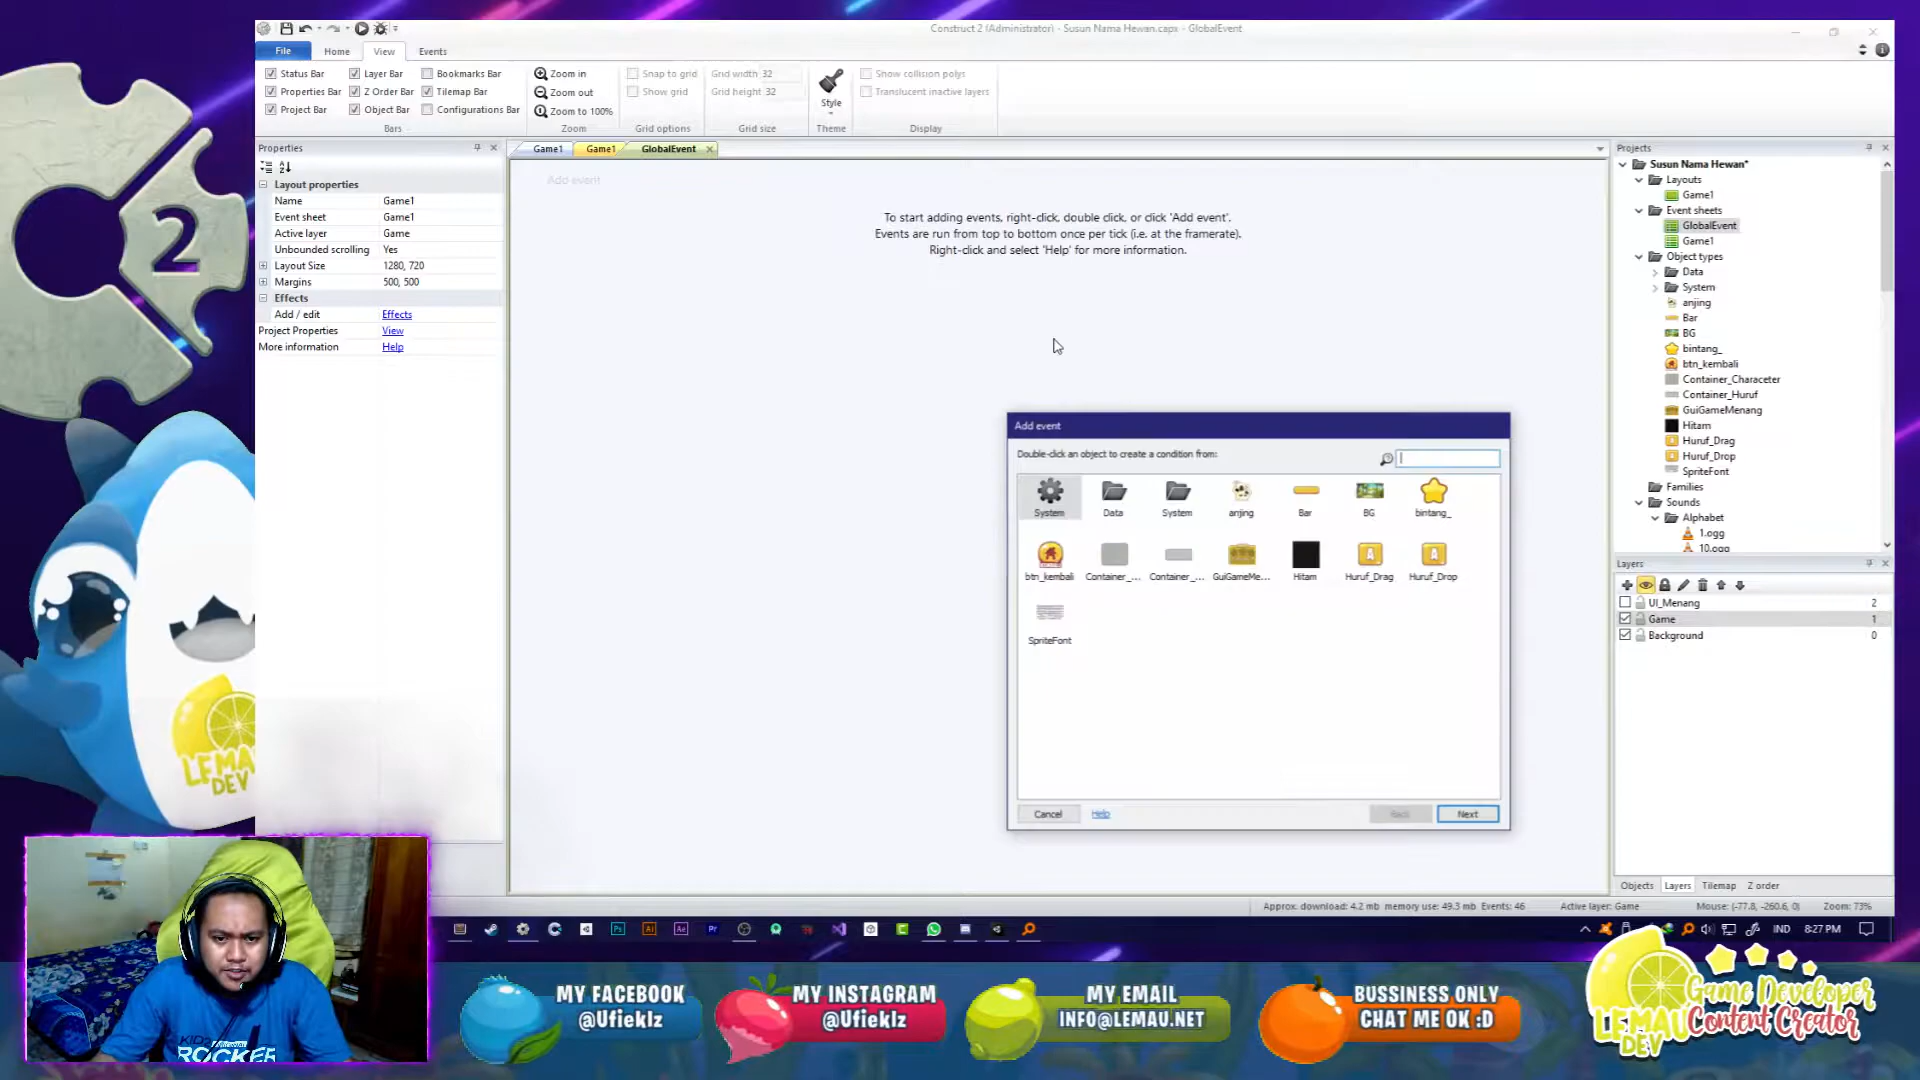 Construct 2 (Administrator) - Susun Nama Hewan.capx - GlobalEvent
File Home View Events
Status Bar Layer Bar Bookmarks Bar
Properties Bar Z Order Bar Tilemap Bar
Project Bar Object Bar Configurations Bar
Bars
Zoom in
Zoom out
Zoom to 100%
Zoom
Snap to grid
Show grid
Grid options
Grid width 32
Grid height 32
Grid size
Style
Theme
Show collision polys
Translucent inactive layers
Display
Properties
Layout properties
Name Game1
Event sheet Game1
Active layer Game
Unbounded scrolling Yes
Layout Size 1280, 720
Margins 500, 500
Effects
Add / edit Effects
Project Properties View
More information Help
Game1 Game1 GlobalEvent
Add event
To start adding events, right-click, double click, or click 'Add event'.
Events are run from top to bottom once per tick (i.e. at the framerate).
Right-click and select 'Help' for more information.
Add event
Double-click an object to create a condition from:
System Data System anjing Bar BG bintang_
btn_kembali Container_... Container_... GuiGameMe... Hitam Huruf_Drag Huruf_Drop
SpriteFont
Cancel Help Back Next
Projects
Susun Nama Hewan*
Layouts
Game1
Event sheets
GlobalEvent
Game1
Object types
Data
System
anjing
Bar
BG
bintang_
btn_kembali
Container_Characeter
Container_Huruf
GuiGameMenang
Hitam
Huruf_Drag
Huruf_Drop
SpriteFont
Families
Sounds
Alphabet
1.ogg
10.ogg
Layers
UI_Menang 2
Game 1
Background 0
Objects Layers Tilemap Z order
Approx. download: 4.2 mb memory use: 49.3 mb Events: 46 Active layer: Game Mouse: (-77.8, -260.6, 0) Zoom: 73%
Ps Ai Ae Pr
IND 8:27 PM
2
LEMAU
DEV
ROCKER
MY FACEBOOK
@Ufieklz
MY INSTAGRAM
@Ufieklz
MY EMAIL
INFO@LEMAU.NET
BUSSINESS ONLY
CHAT ME OK :D
LEMAU
DEV
Game Developer
Content Creator